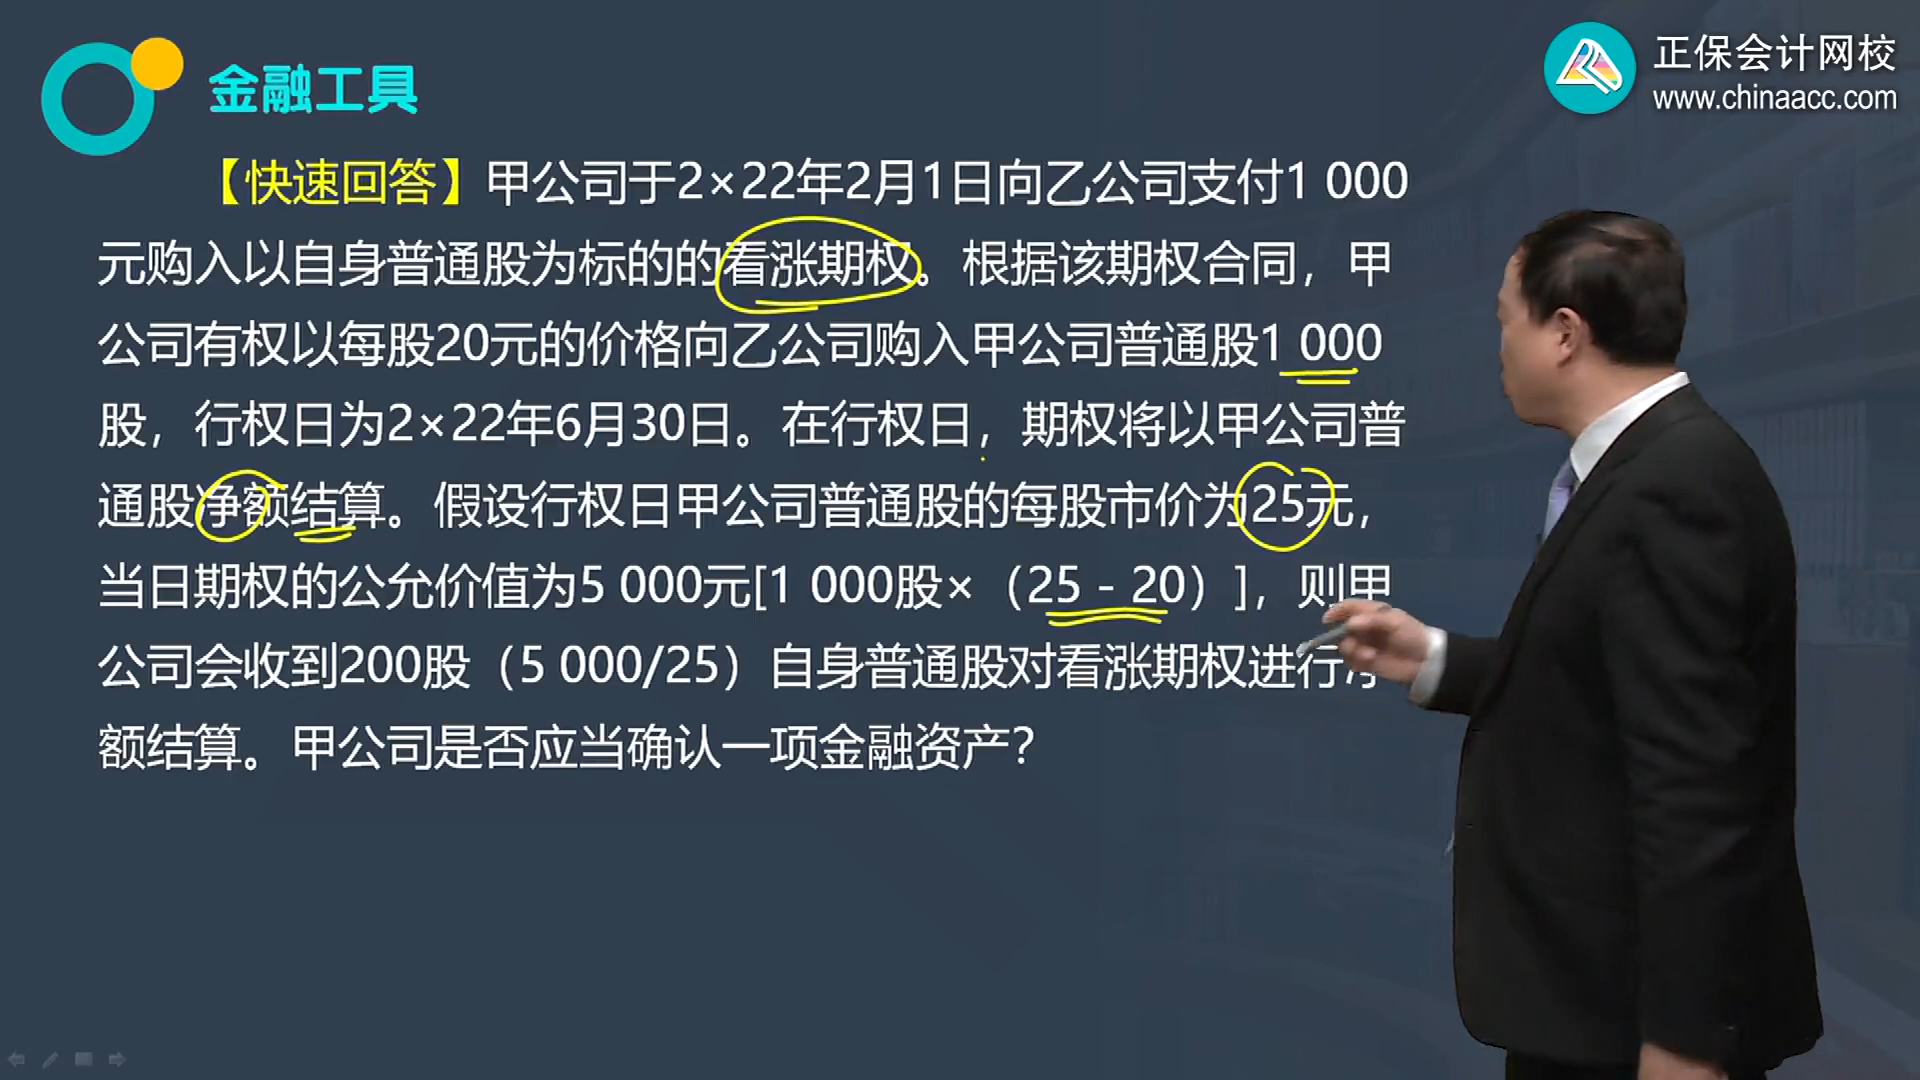 金融工具
正保会计网校
www.chinaacc.com
【快速回答】甲公司于2×22年2月1日向乙公司支付1 000
元购入以自身普通股为标的的看涨期权。根据该期权合同，甲
公司有权以每股20元的价格向乙公司购入甲公司普通股1 000
股，行权日为2×22年6月30日。在行权日，期权将以甲公司普
通股净额结算。假设行权日甲公司普通股的每股市价为25元，
当日期权的公允价值为5 000元[1 000股×（25－20）]，则甲
公司会收到200股（5 000/25）自身普通股对看涨期权进行
额结算。甲公司是否应当确认一项金融资产？